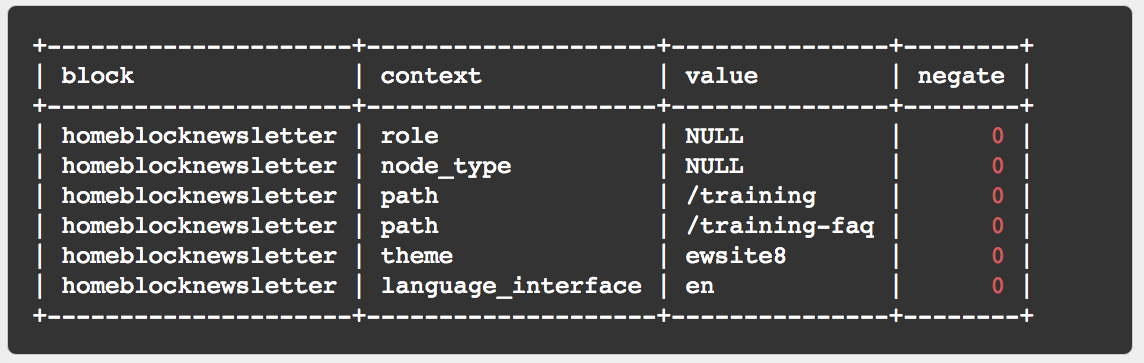 +---------------------+--------------------+---------------+--------+
| block               | context            | value         | negate |
+---------------------+--------------------+---------------+--------+
| homeblocknewsletter | role               | NULL          |      0 |
| homeblocknewsletter | node_type          | NULL          |      0 |
| homeblocknewsletter | path               | /training     |      0 |
| homeblocknewsletter | path               | /training-faq |      0 |
| homeblocknewsletter | theme              | ewsite8       |      0 |
| homeblocknewsletter | language_interface | en            |      0 |
+---------------------+--------------------+---------------+--------+